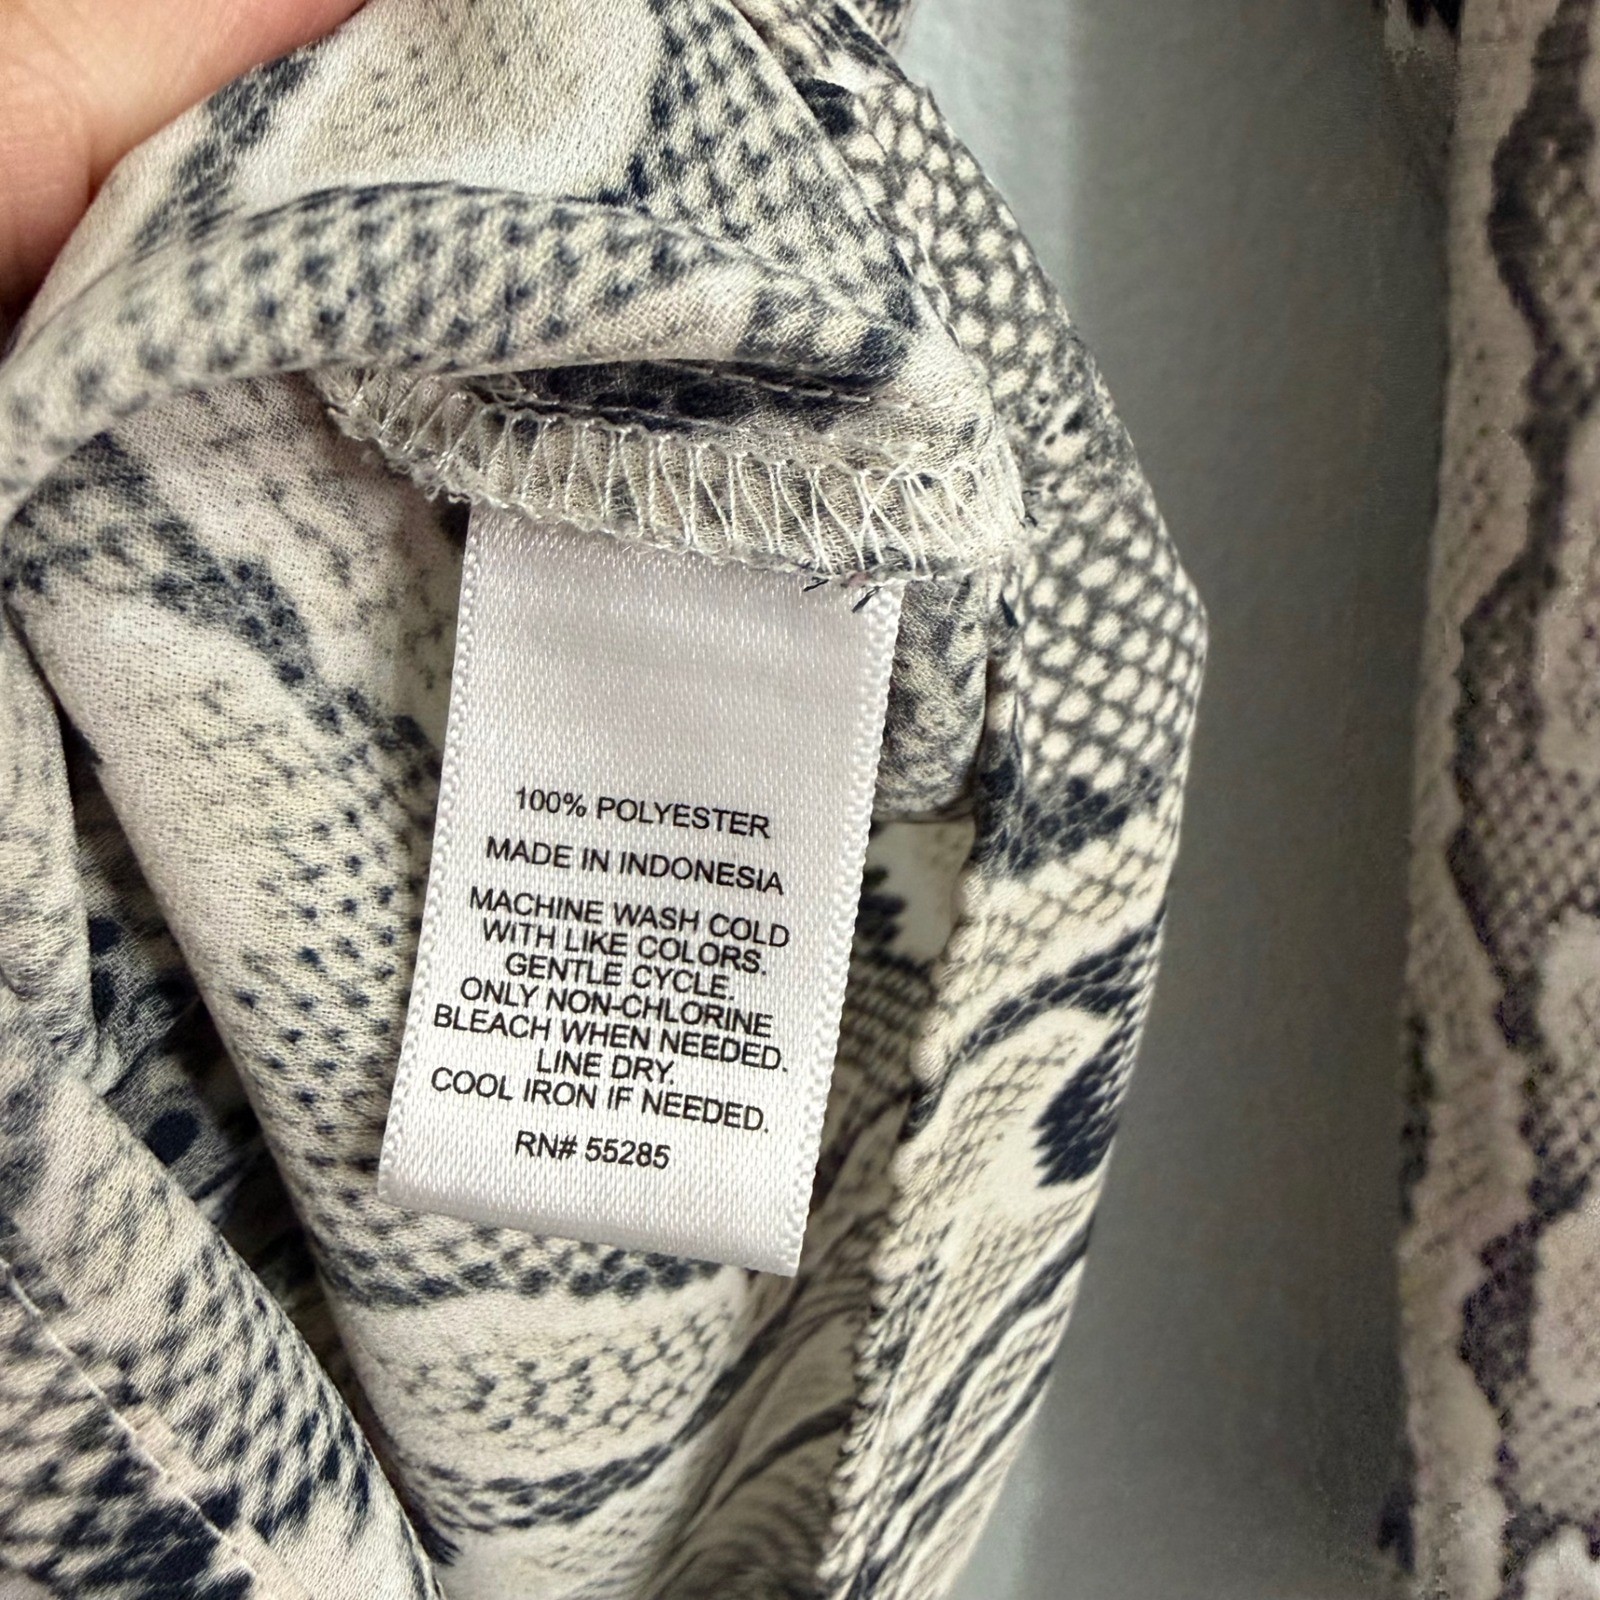 100% POLYESTER
MADE IN INDONESIA
MACHINE WASH COLD
WITH LIKE COLORS.
GENTLE CYCLE.
ONLY NON-CHLORINE
BLEACH WHEN NEEDED.
LINE DRY.
COOL IRON IF NEEDED.
RN# 55285